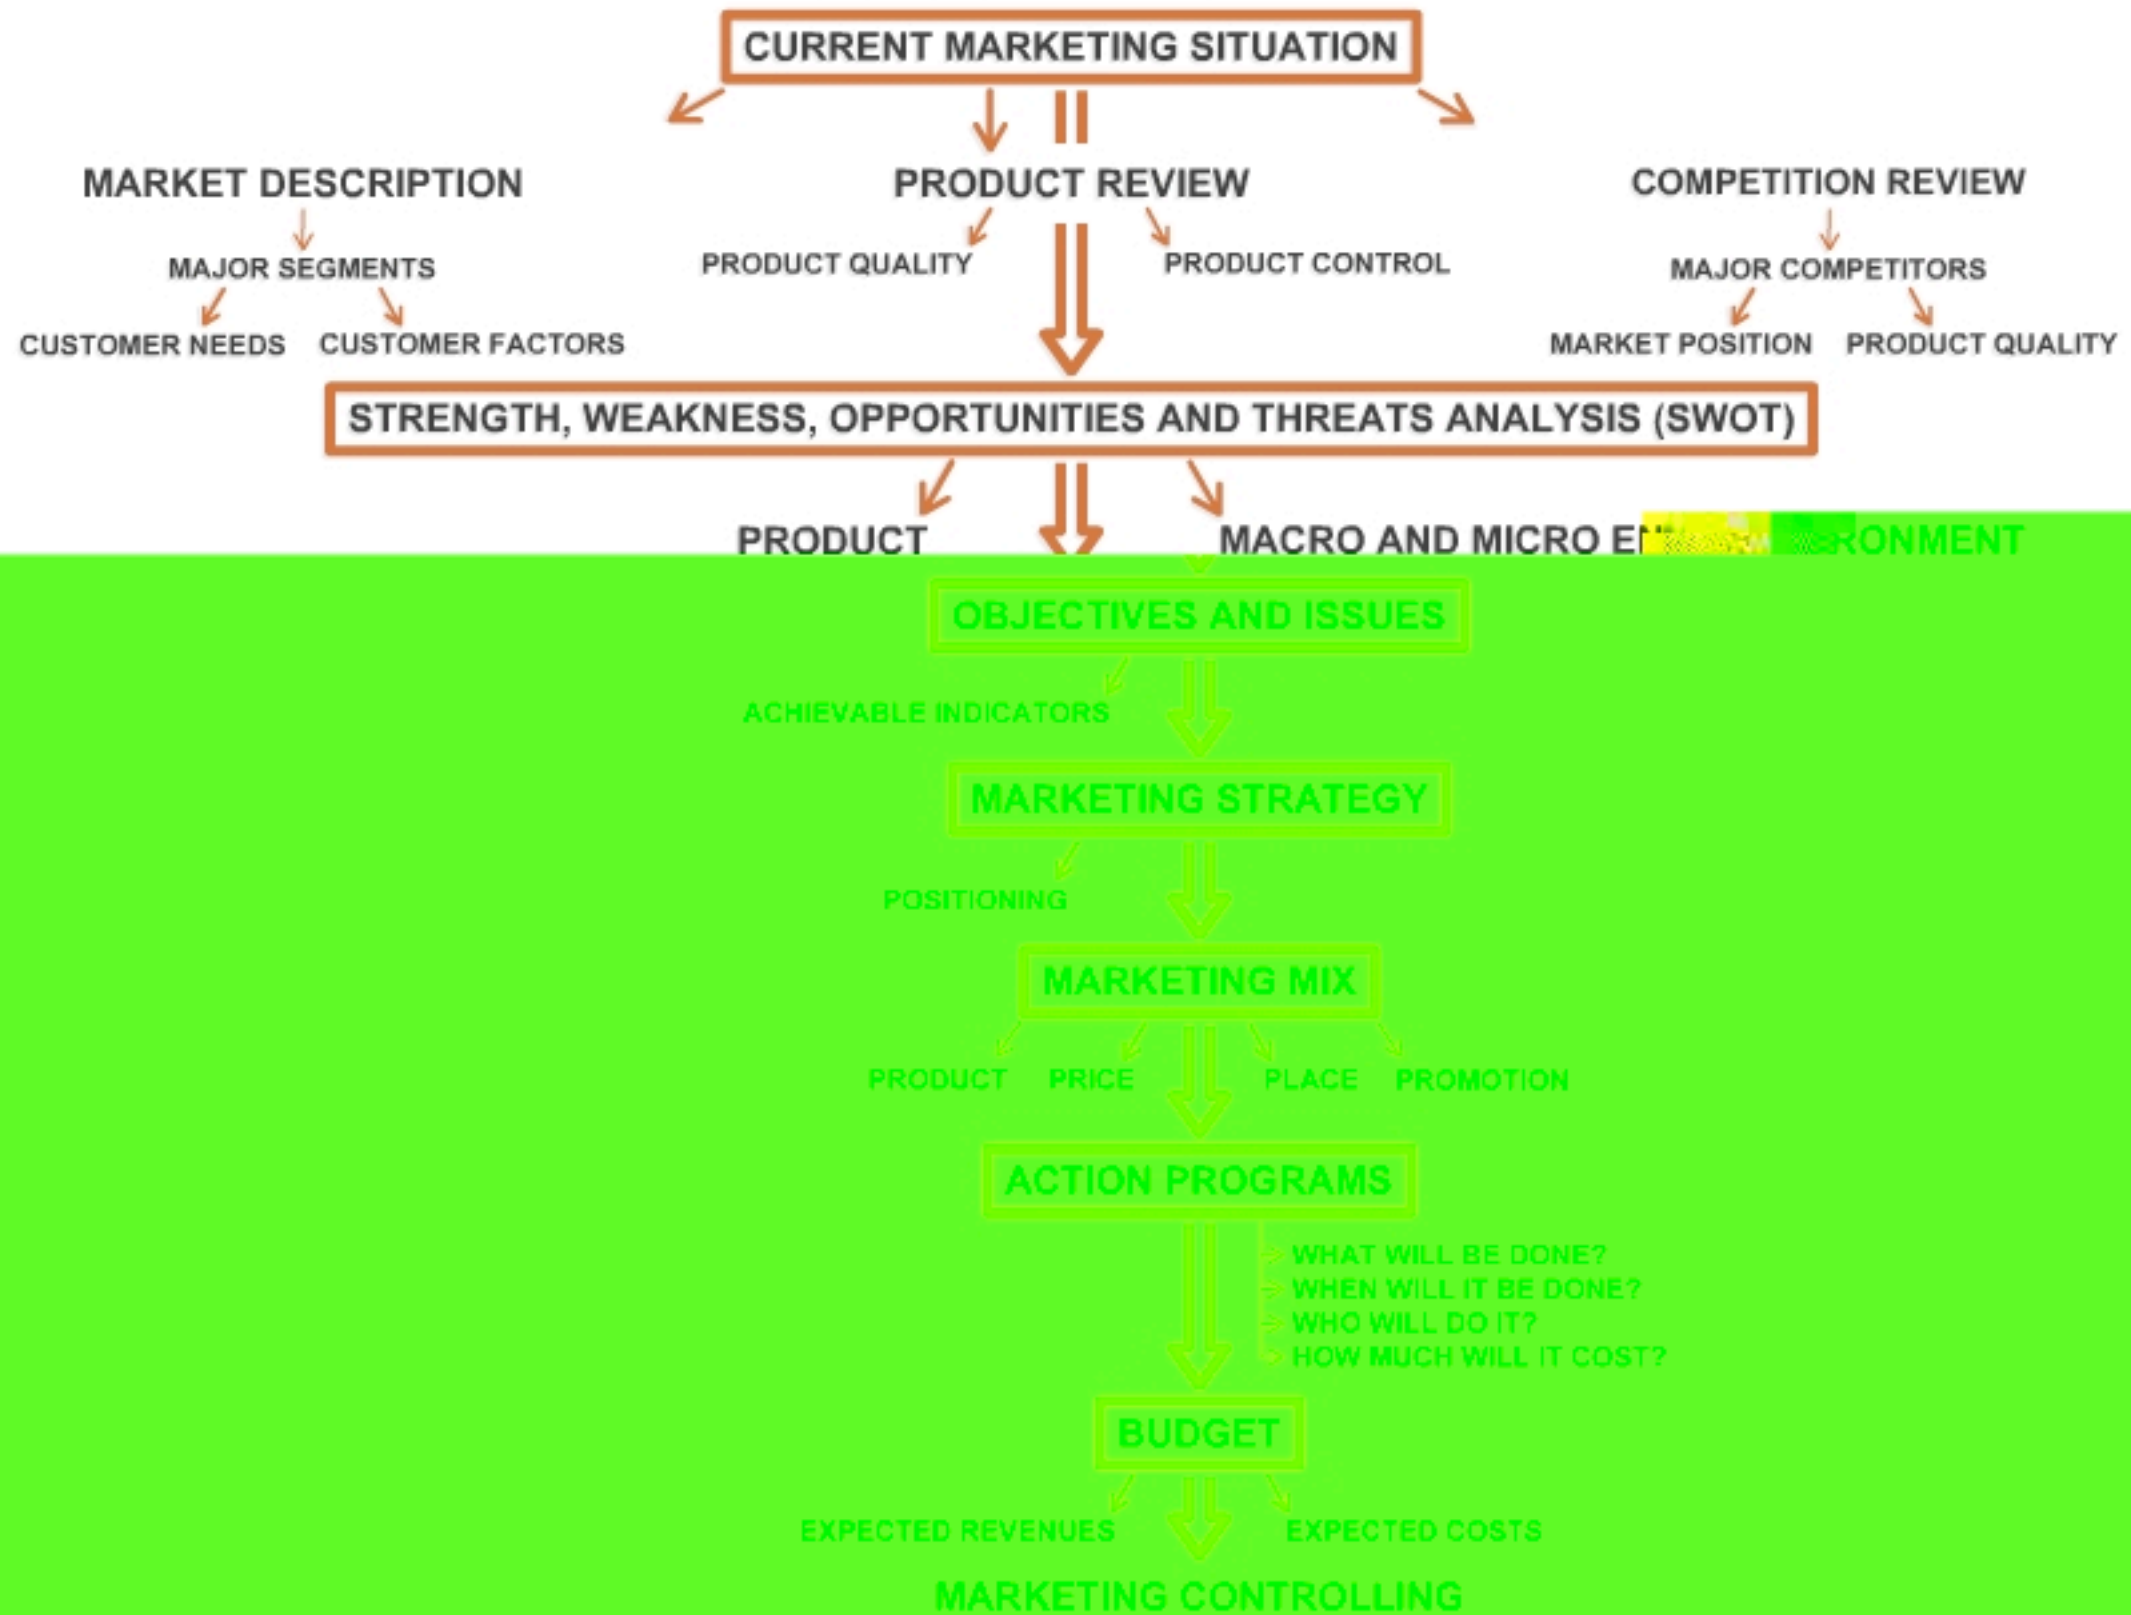 CURRENT MARKETING SITUATION
MARKET DESCRIPTION PRODUCT REVIEW COMPETITION REVIEW
MAJOR SEGMENTS PRODUCT QUALITY PRODUCT CONTROL MAJOR COMPETITORS
CUSTOMER NEEDS CUSTOMER FACTORS MARKET POSITION PRODUCT QUALITY
STRENGTH, WEAKNESS, OPPORTUNITIES AND THREATS ANALYSIS (SWOT)
PRODUCT MACRO AND MICRO ENVIRONMENT
OBJECTIVES AND ISSUES
ACHIEVABLE INDICATORS
MARKETING STRATEGY
POSITIONING
MARKETING MIX
PRODUCT PRICE PLACE PROMOTION
ACTION PROGRAMS
WHAT WILL BE DONE?
WHEN WILL IT BE DONE?
WHO WILL DO IT?
HOW MUCH WILL IT COST?
BUDGET
EXPECTED REVENUES EXPECTED COSTS
MARKETING CONTROLLING